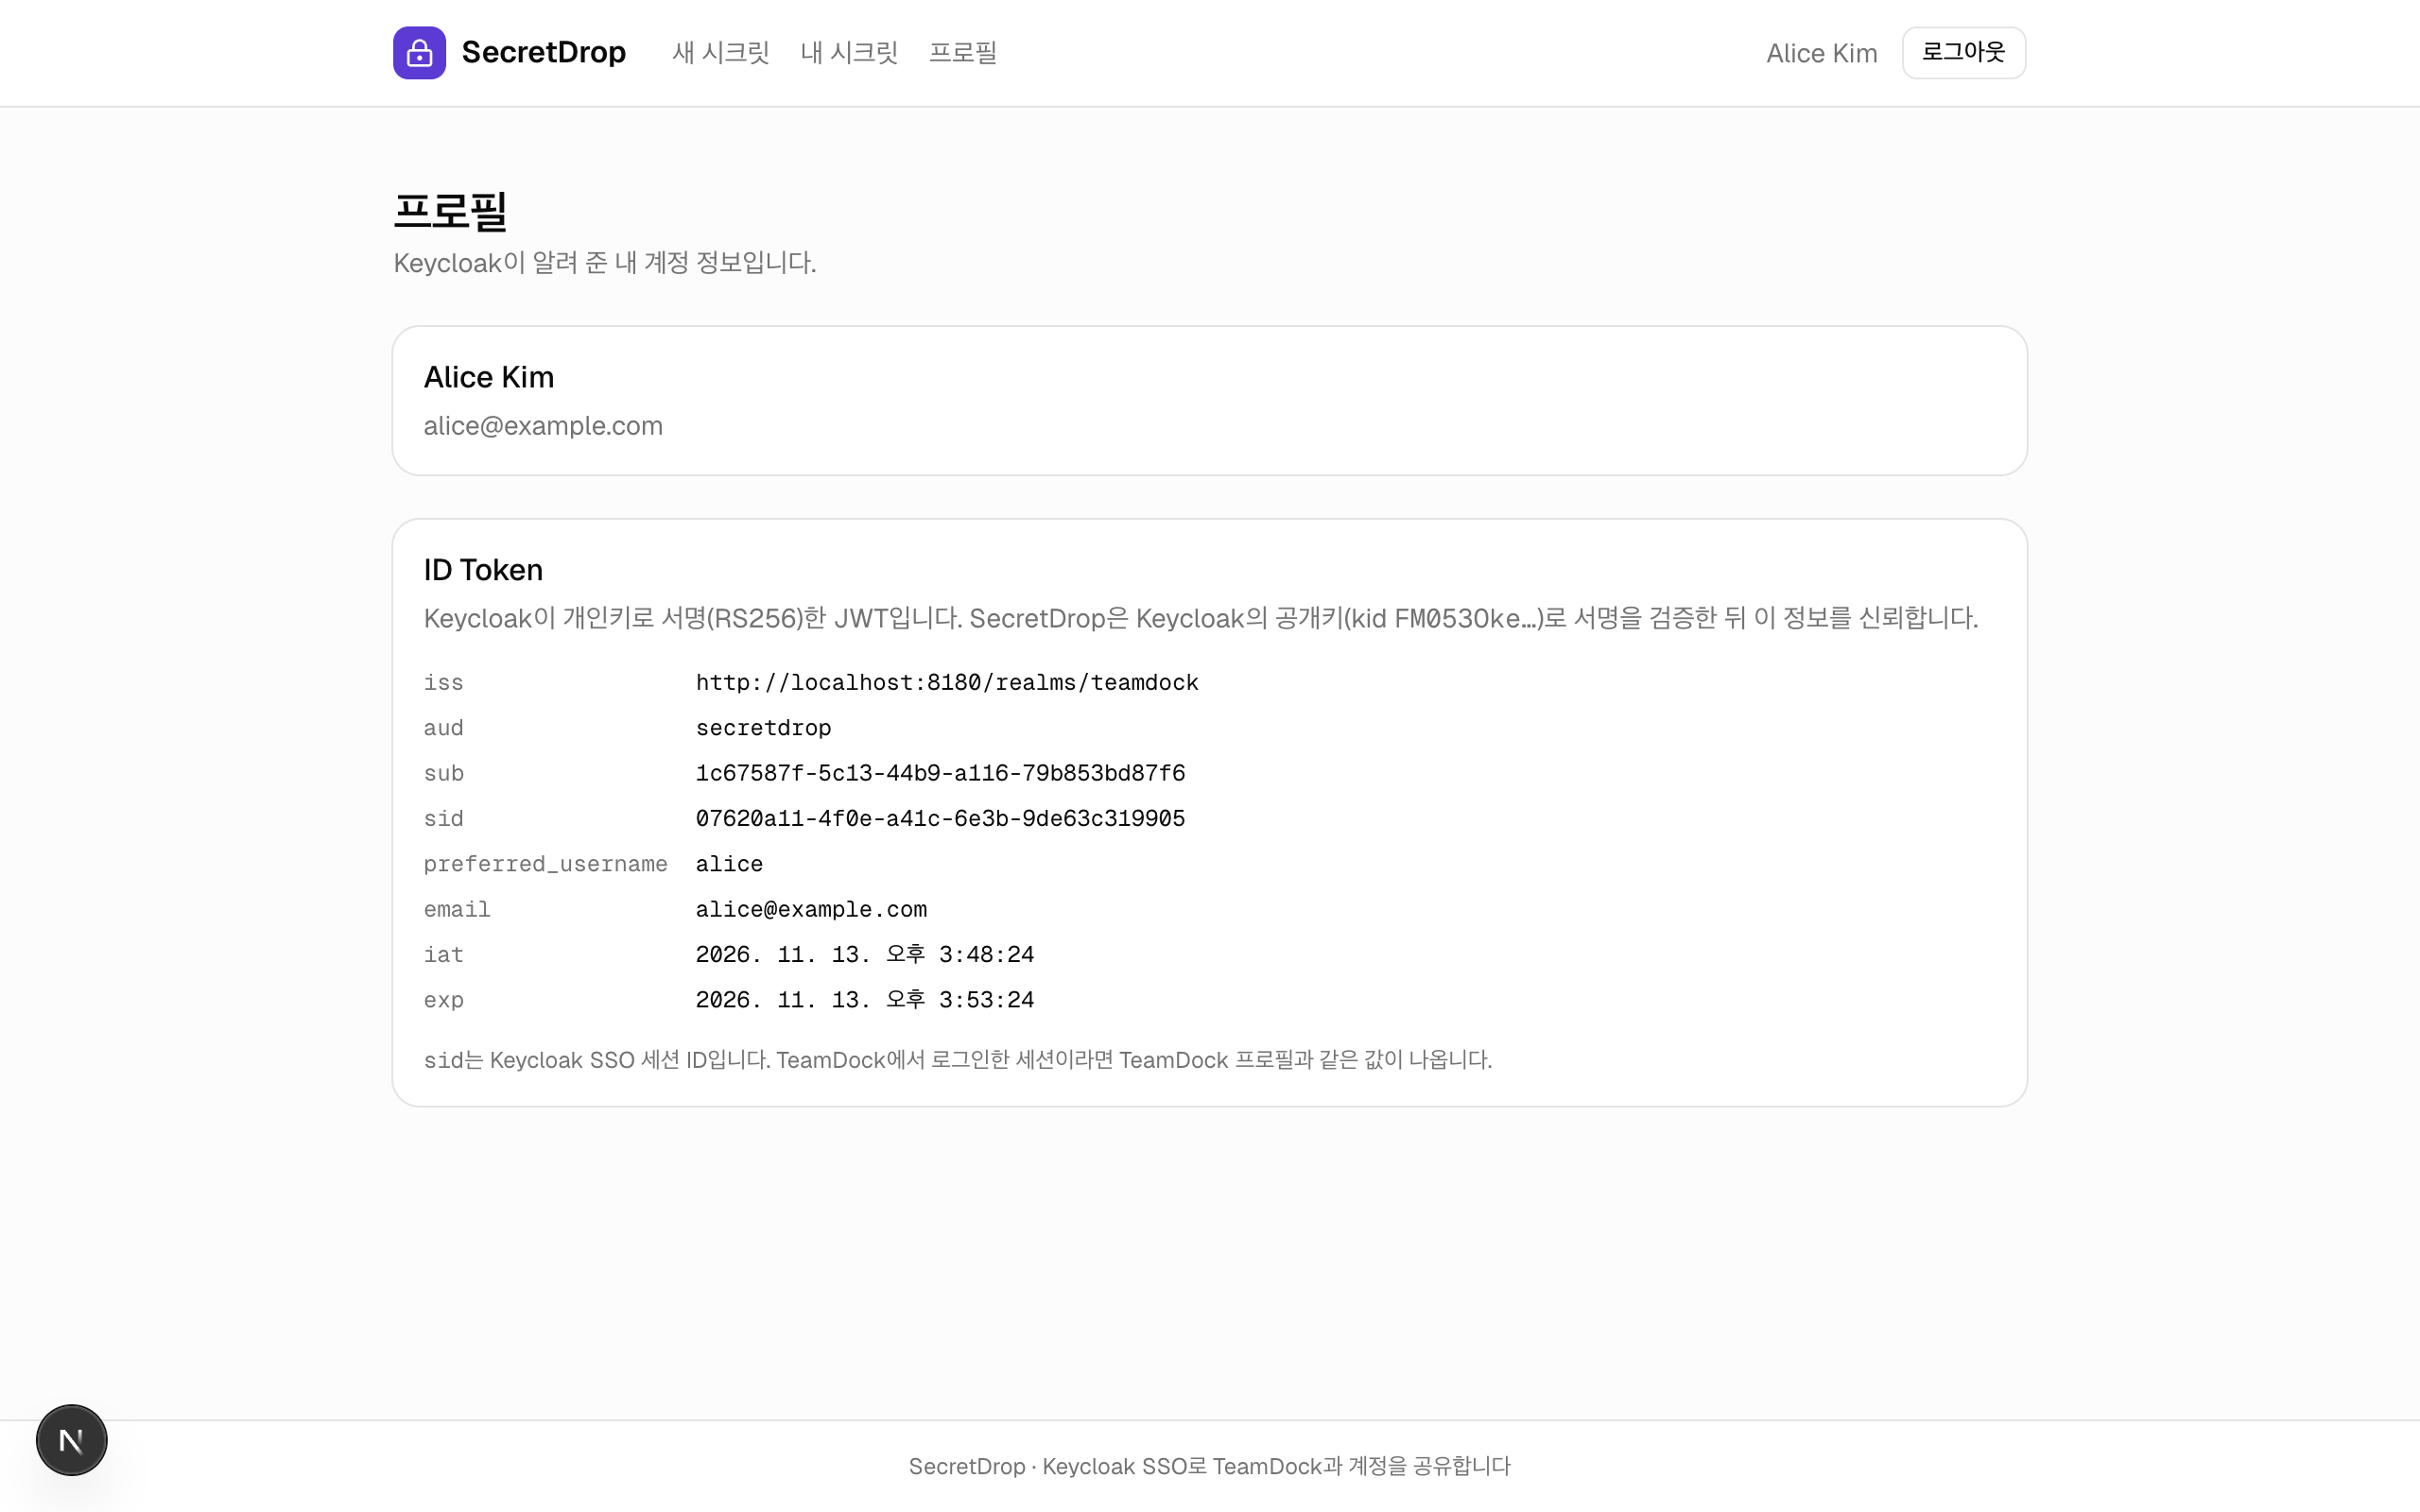 SecretDrop 새 시크릿 내 시크릿 프로필 Alice Kim 로그아웃
프로필
Keycloak이 알려 준 내 계정 정보입니다.
Alice Kim
alice@example.com
ID Token
Keycloak이 개인키로 서명(RS256)한 JWT입니다. SecretDrop은 Keycloak의 공개키(kid FM053Oke…)로 서명을 검증한 뒤 이 정보를 신뢰합니다.
iss http://localhost:8180/realms/teamdock
aud secretdrop
sub 1c67587f-5c13-44b9-a116-79b853bd87f6
sid 07620a11-4f0e-a41c-6e3b-9de63c319905
preferred_username alice
email alice@example.com
iat 2026. 11. 13. 오후 3:48:24
exp 2026. 11. 13. 오후 3:53:24
sid는 Keycloak SSO 세션 ID입니다. TeamDock에서 로그인한 세션이라면 TeamDock 프로필과 같은 값이 나옵니다.
N
SecretDrop · Keycloak SSO로 TeamDock과 계정을 공유합니다